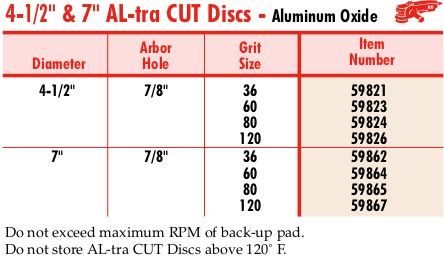 4-1/2" & 7" AL-tra CUT Discs - Aluminum Oxide
Diameter Arbor Hole Grit Size Item Number
4-1/2" 7/8" 36 59821
60 59823
80 59824
120 59826
7" 7/8" 36 59862
60 59864
80 59865
120 59867
Do not exceed maximum RPM of back-up pad.
Do not store AL-tra CUT Discs above 120° F.